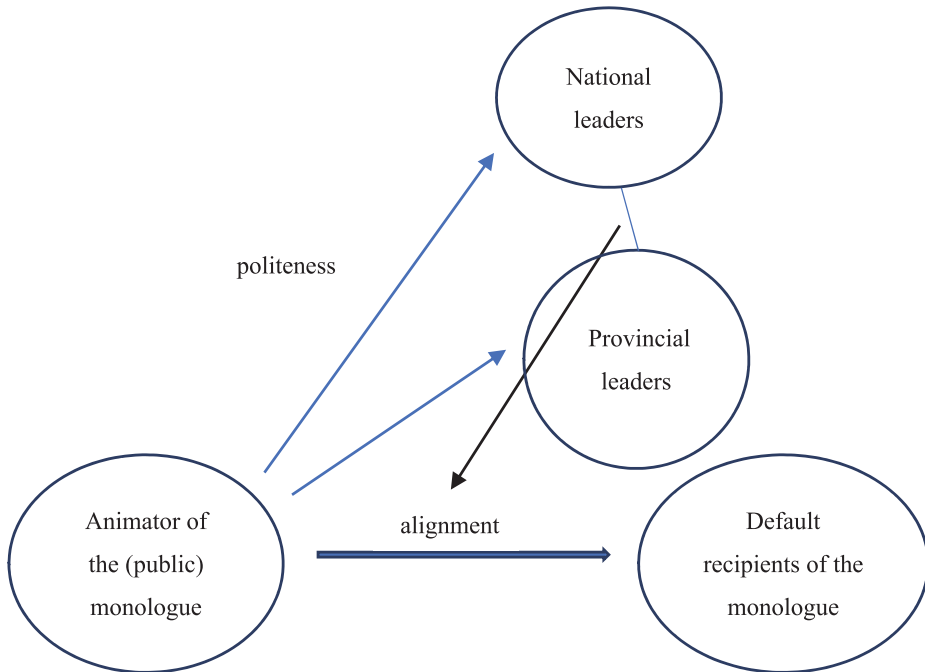 National
leaders
politeness
Provincial
leaders
Animator of
the (public)
monologue
alignment
Default
recipients of the
monologue